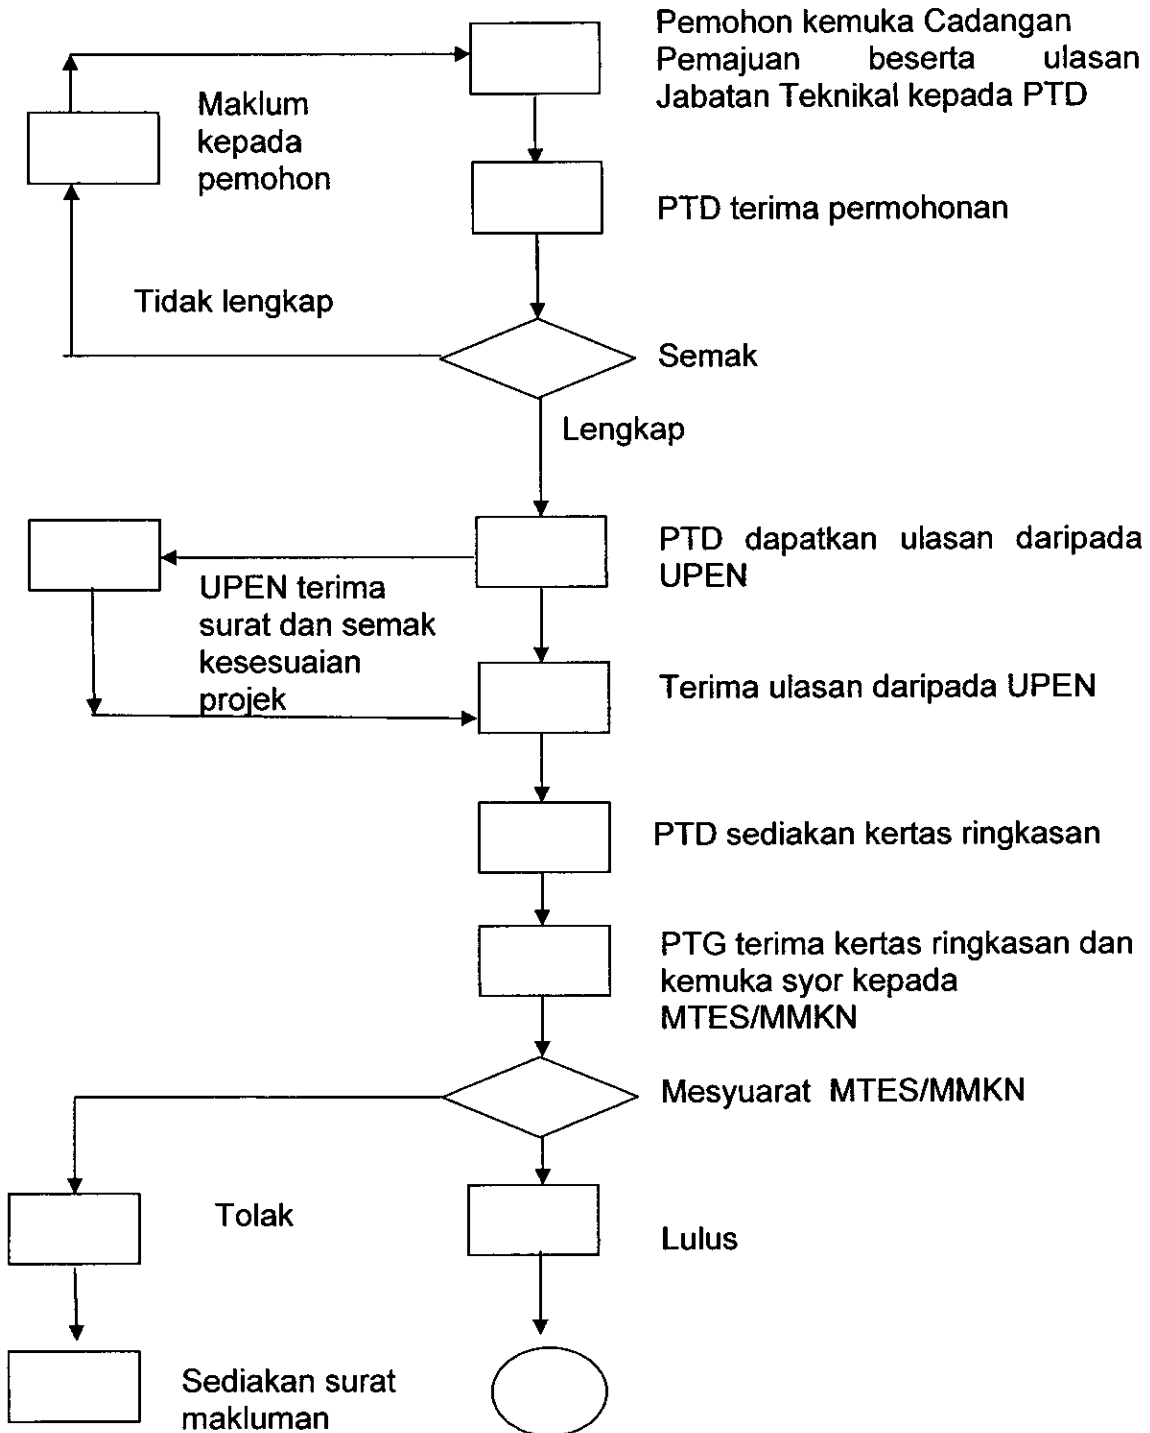 Pemohon kemuka Cadangan
Pemajuan beserta ulasan
Jabatan Teknikal kepada PTD
Maklum
kepada
pemohon
PTD terima permohonan
Tidak lengkap
Semak
Lengkap
PTD dapatkan ulasan daripada
UPEN
UPEN terima
surat dan semak
kesesuaian
projek
Terima ulasan daripada UPEN
PTD sediakan kertas ringkasan
PTG terima kertas ringkasan dan
kemuka syor kepada
MTES/MMKN
Mesyuarat MTES/MMKN
Tolak
Lulus
Sediakan surat
makluman